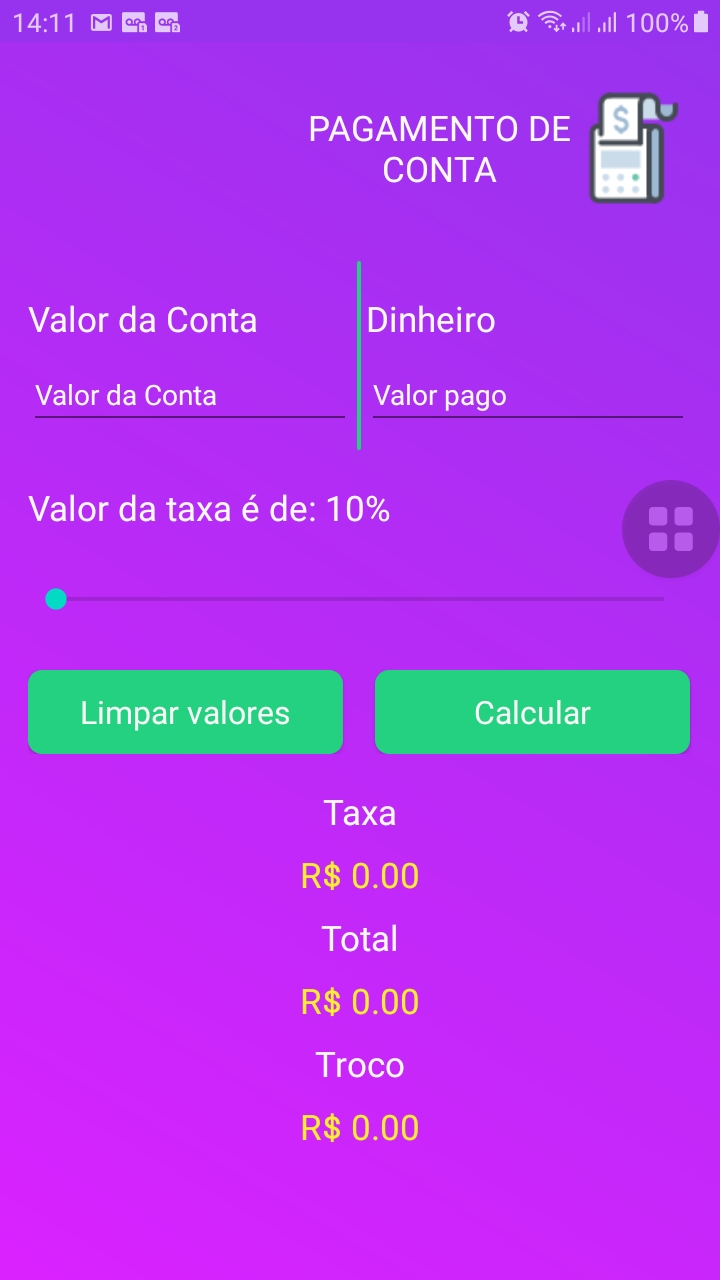 14:11
100%
PAGAMENTO DE
CONTA
$
Valor da Conta
Dinheiro
Valor da Conta
Valor pago
Valor da taxa é de: 10%
Limpar valores
Calcular
Taxa
R$ 0.00
Total
R$ 0.00
Troco
R$ 0.00